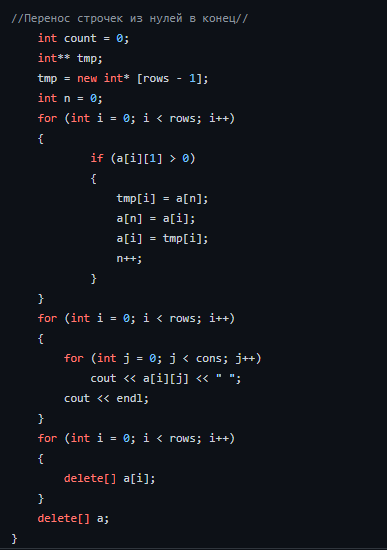 //Перенос строчек из нулей в конец//
int count = 0;
int** tmp;
tmp = new int* [rows - 1];
int n = 0;
for (int i = 0; i < rows; i++)
{
if (a[i][1] > 0)
{
tmp[i] = a[n];
a[n] = a[i];
a[i] = tmp[i];
n++;
}
}
for (int i = 0; i < rows; i++)
{
for (int j = 0; j < cons; j++)
cout << a[i][j] << " ";
cout << endl;
}
for (int i = 0; i < rows; i++)
{
delete[] a[i];
}
delete[] a;
}